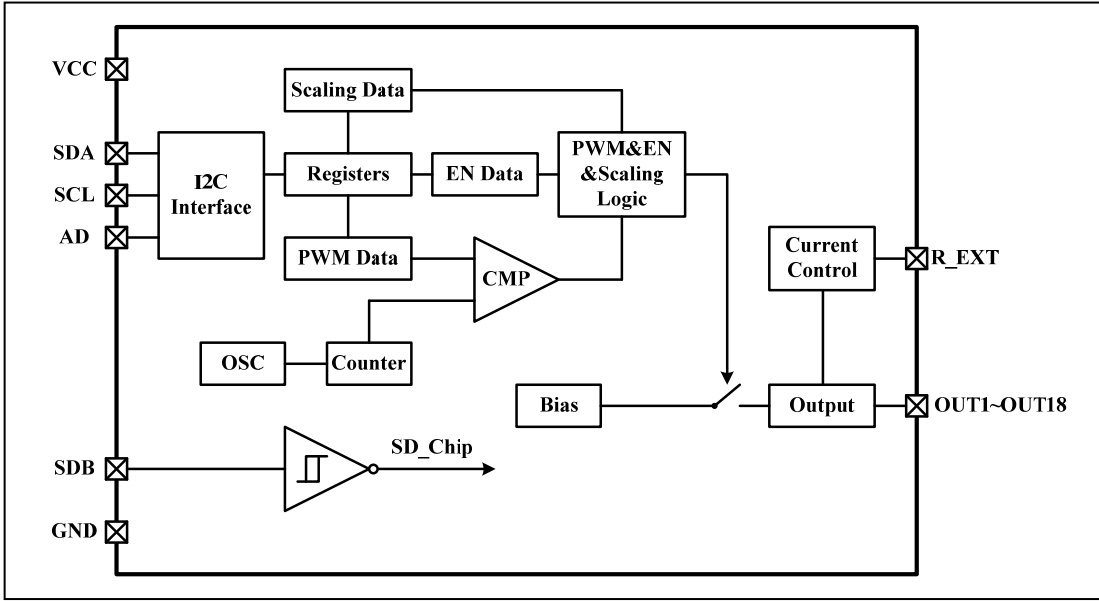 VCC
Scaling Data
SDA
SCL
AD
I2C
Interface
Registers
EN Data
PWM&EN
&Scaling
Logic
PWM Data
CMP
Current
Control
R_EXT
OSC
Counter
Bias
Output
OUT1~OUT18
SDB
SD_Chip
GND